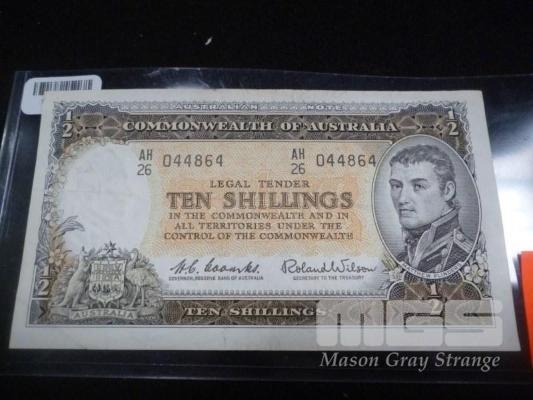 AUSTRALIAN NOTE
1/2 COMMONWEALTH OF AUSTRALIA 1/2
AH 26 044864 AH 26 044864
LEGAL TENDER
TEN SHILLINGS
IN THE COMMONWEALTH AND IN
ALL TERRITORIES UNDER THE
CONTROL OF THE COMMONWEALTH
H.C. Coombs. Roland Wilson
GOVERNOR, RESERVE BANK OF AUSTRALIA SECRETARY TO THE TREASURY
MATTHEW FLINDERS
1/2 1/2
AUSTRALIA
TEN SHILLINGS
MGS
Mason Gray Strange